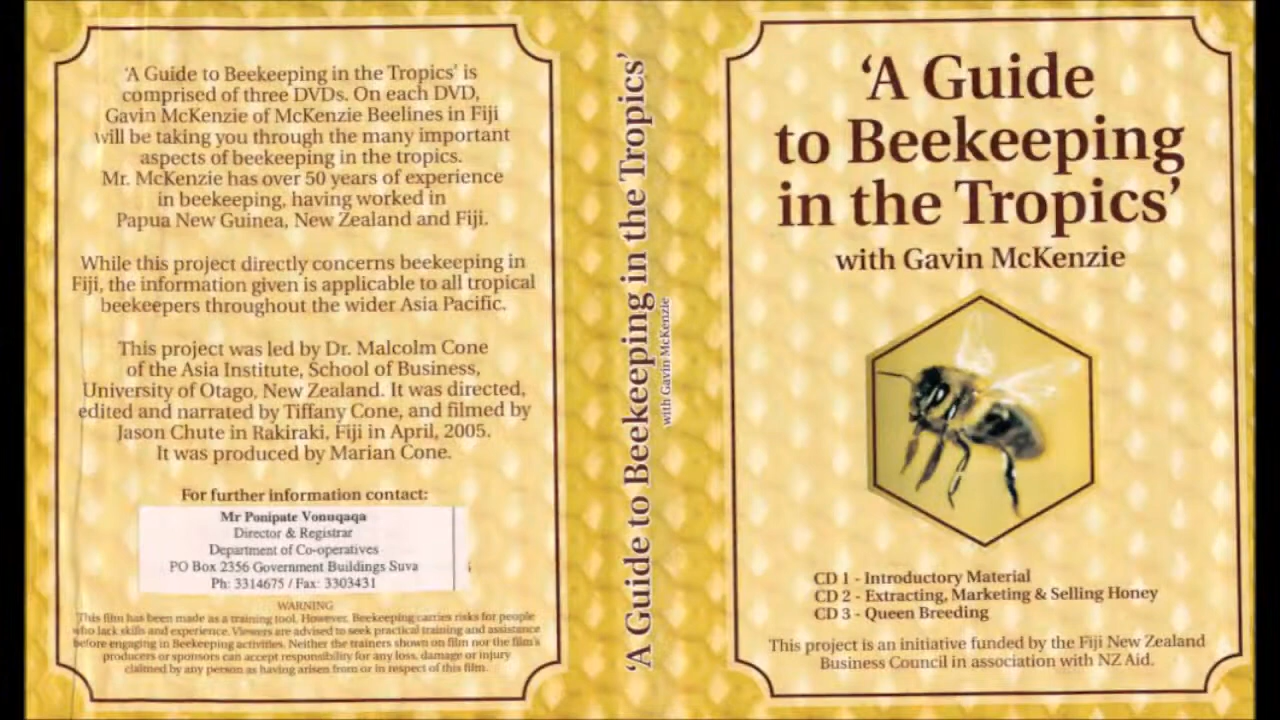 'A Guide to Beekeeping in the Tropics' is
comprised of three DVDs. On each DVD,
Gavin McKenzie of McKenzie Beelines in Fiji
will be taking you through the many important
aspects of beekeeping in the tropics.
Mr. McKenzie has over 50 years of experience
in beekeeping, having worked in
Papua New Guinea, New Zealand and Fiji.
While this project directly concerns beekeeping in
Fiji, the information given is applicable to all tropical
beekeepers throughout the wider Asia Pacific.
This project was led by Dr. Malcolm Cone
of the Asia Institute, School of Business,
University of Otago, New Zealand. It was directed,
edited and narrated by Tiffany Cone, and filmed by
Jason Chute in Rakiraki, Fiji in April, 2005.
It was produced by Marian Cone.
For further information contact:
Mr Ponipate Vonuqaqa
Director & Registrar
Department of Co-operatives
PO Box 2356 Government Buildings Suva
Ph: 3314675 / Fax: 3303431
WARNING
This film has been made as a training tool. However, Beekeeping carries risks for people
who lack skills and experience. Viewers are advised to seek practical training and assistance
before engaging in Beekeeping activities. Neither the trainers shown on film nor the film's
producers or sponsors can accept responsibility for any loss, damage or injury
claimed by any person as having arisen from or in respect of this film.
'A Guide to Beekeeping in the Tropics'
with Gavin McKenzie
'A Guide
to Beekeeping
in the Tropics'
with Gavin McKenzie
CD 1 - Introductory Material
CD 2 - Extracting, Marketing & Selling Honey
CD 3 - Queen Breeding
This project is an initiative funded by the Fiji New Zealand
Business Council in association with NZ Aid.